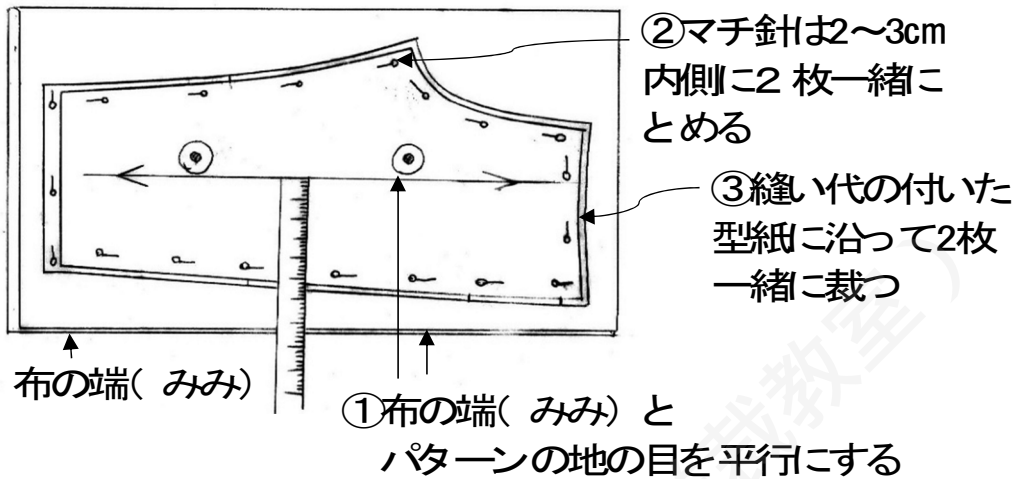 ②マチ針は2～3cm
内側に2枚一緒に
とめる
③縫い代の付いた
型紙に沿って2枚
一緒に裁つ
布の端(みみ)
①布の端(みみ)と
パターンの地の目を平行にする
裁教室)